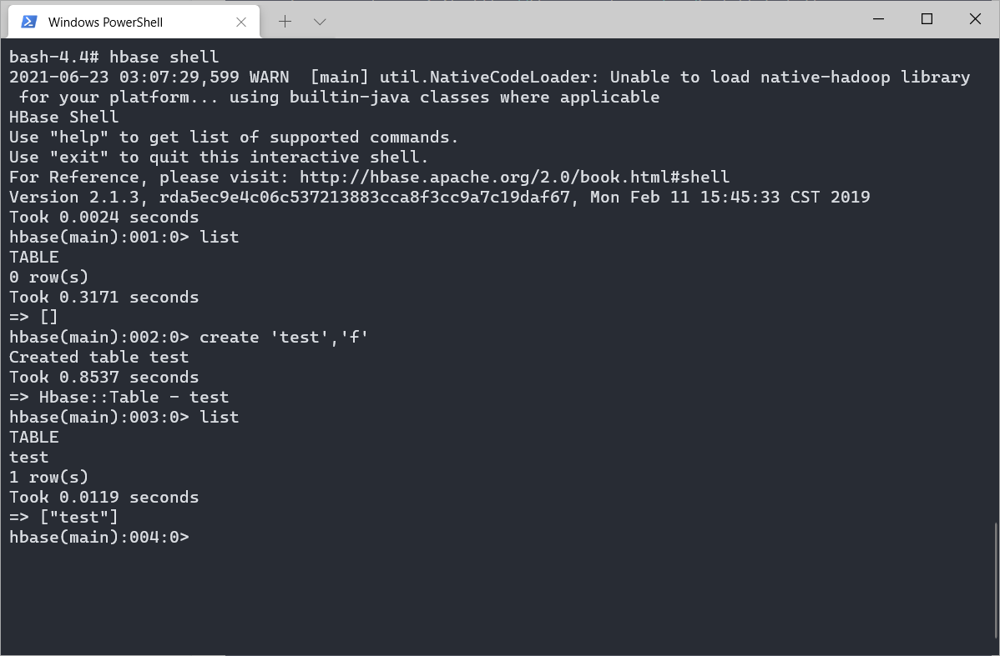 Windows PowerShell
bash-4.4# hbase shell
2021-06-23 03:07:29,599 WARN  [main] util.NativeCodeLoader: Unable to load native-hadoop library
 for your platform... using builtin-java classes where applicable
HBase Shell
Use "help" to get list of supported commands.
Use "exit" to quit this interactive shell.
For Reference, please visit: http://hbase.apache.org/2.0/book.html#shell
Version 2.1.3, rda5ec9e4c06c537213883cca8f3cc9a7c19daf67, Mon Feb 11 15:45:33 CST 2019
Took 0.0024 seconds
hbase(main):001:0> list
TABLE
0 row(s)
Took 0.3171 seconds
=> []
hbase(main):002:0> create 'test','f'
Created table test
Took 0.8537 seconds
=> Hbase::Table - test
hbase(main):003:0> list
TABLE
test
1 row(s)
Took 0.0119 seconds
=> ["test"]
hbase(main):004:0>